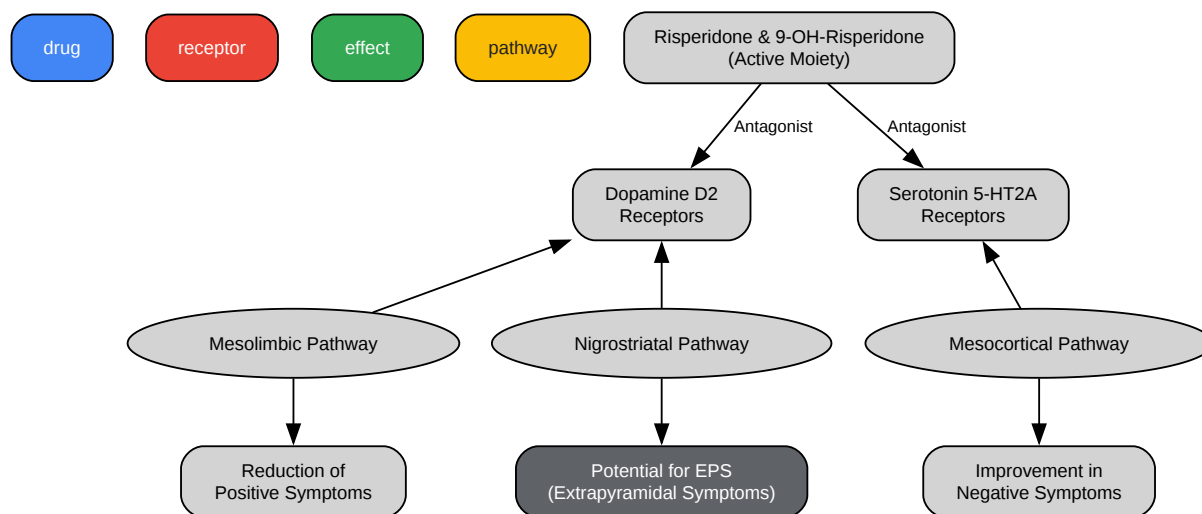 drug
receptor
effect
pathway
Risperidone & 9-OH-Risperidone
(Active Moiety)
Antagonist
Antagonist
Dopamine D2
Receptors
Serotonin 5-HT2A
Receptors
Mesolimbic Pathway
Nigrostriatal Pathway
Mesocortical Pathway
Reduction of
Positive Symptoms
Potential for EPS
(Extrapyramidal Symptoms)
Improvement in
Negative Symptoms